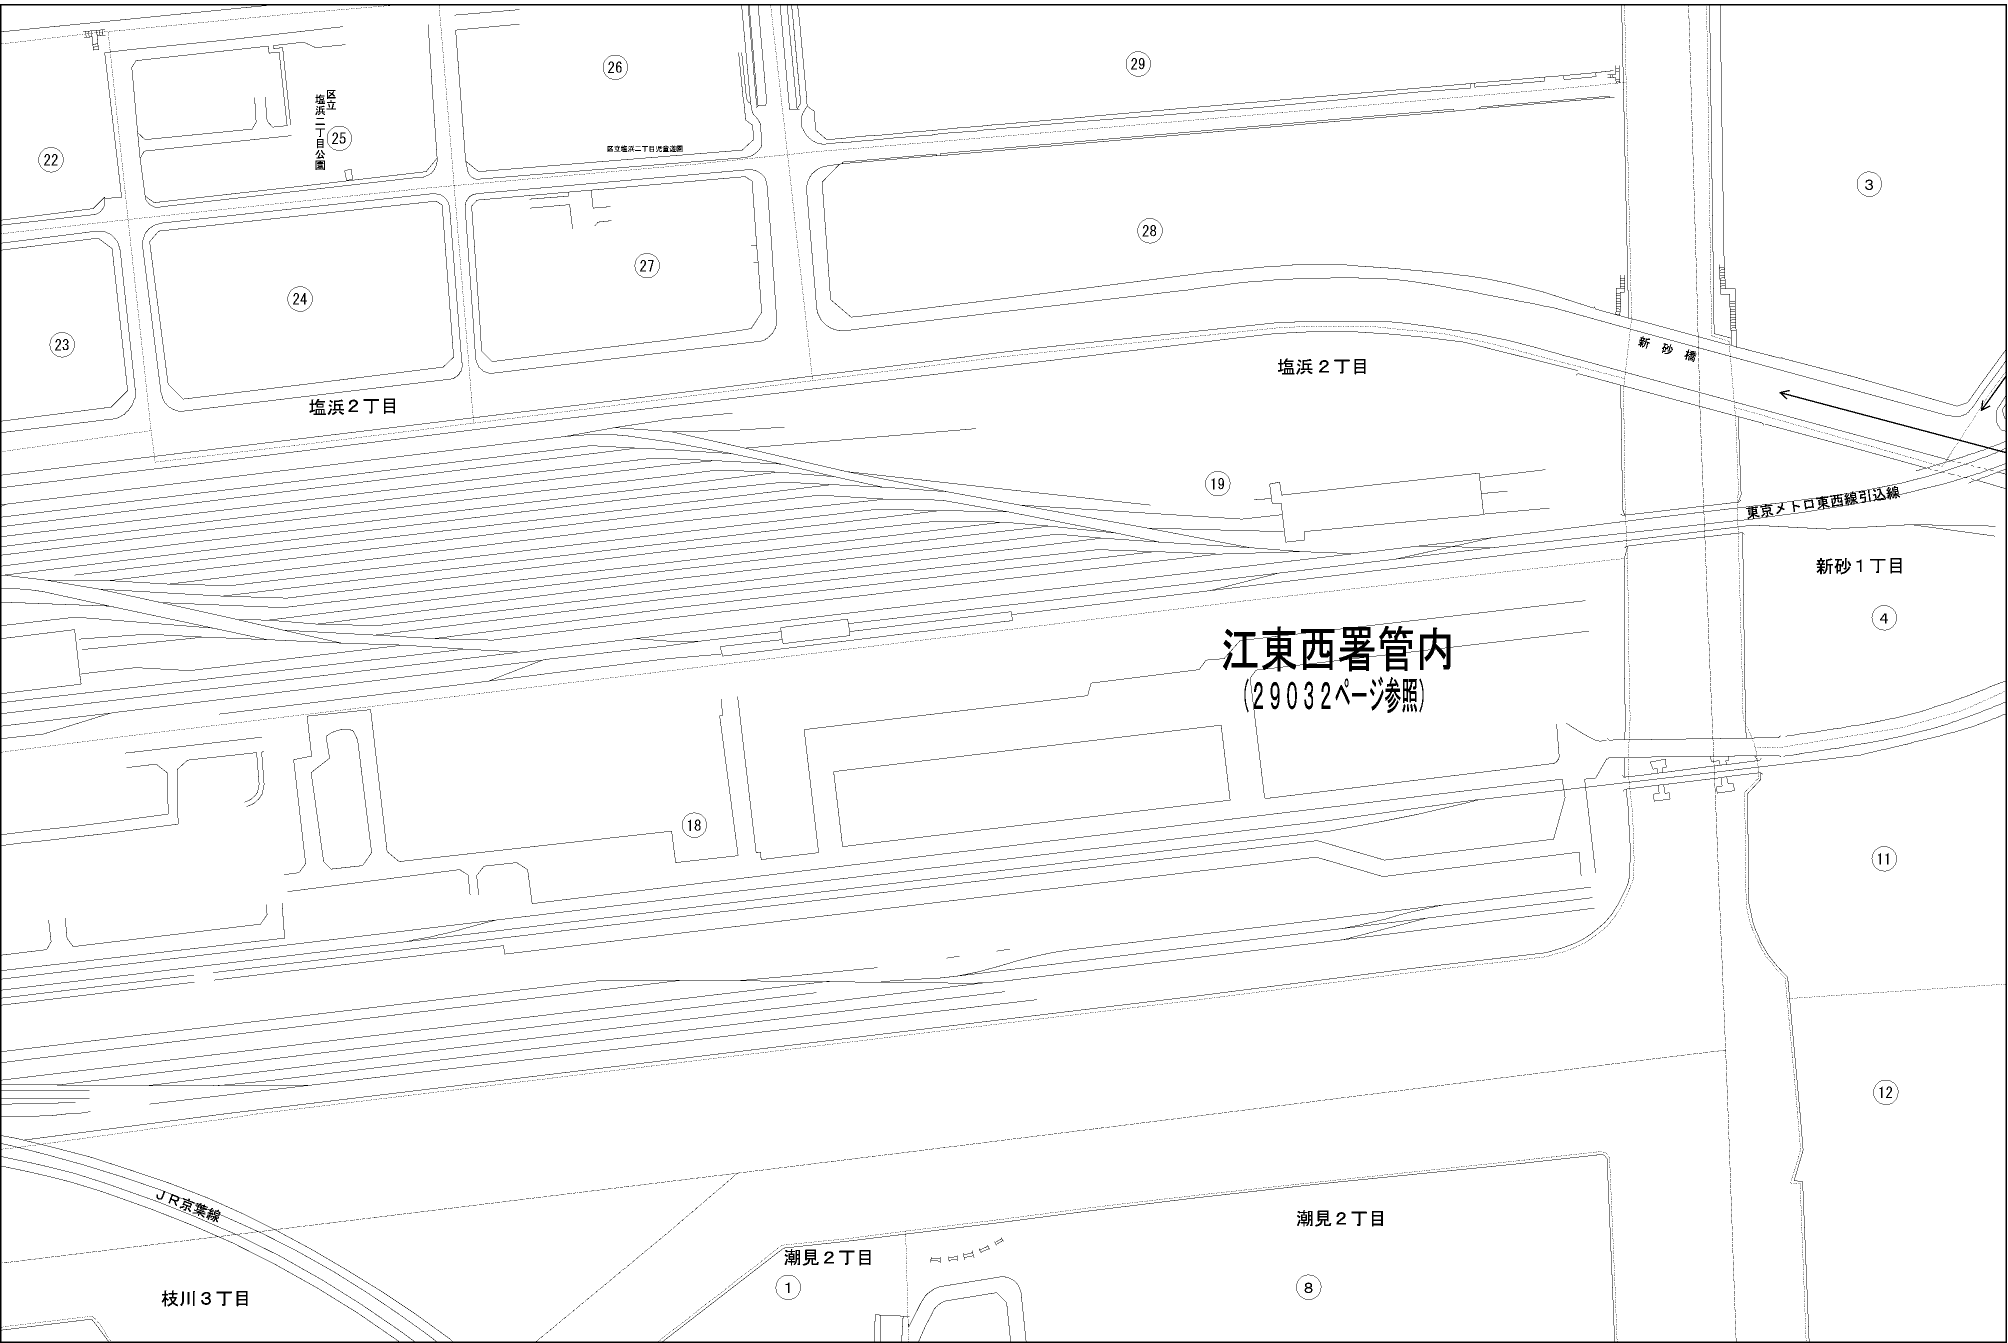 26
29
区立
塩浜二丁目公園
25
22
区立塩浜二丁目児童遊園
3
28
27
24
23
新砂橋
塩浜２丁目
塩浜２丁目
19
東京メトロ東西線引込線
新砂１丁目
4
江東西署管内
(29032ページ参照)
18
11
12
ＪＲ京葉線
潮見２丁目
潮見２丁目
1
8
枝川３丁目